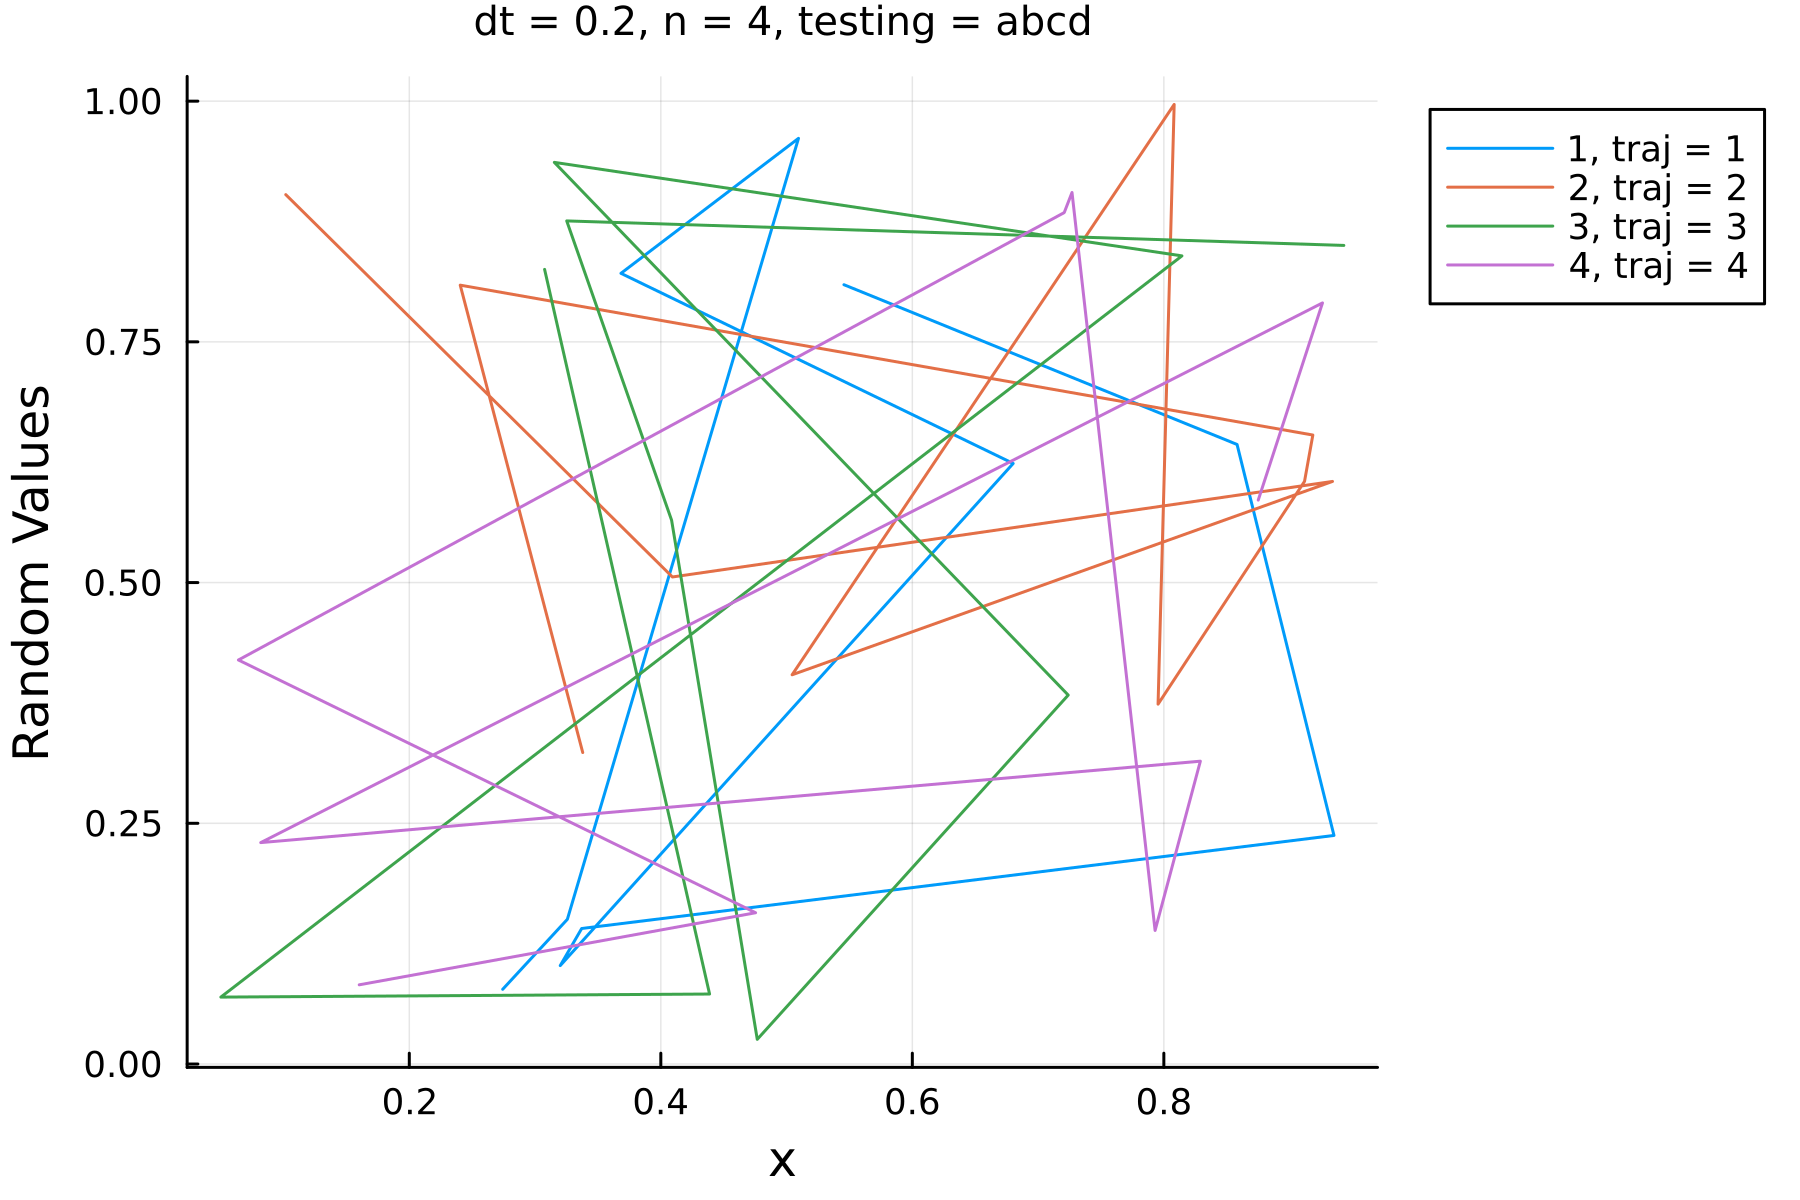 dt = 0.2, n = 4, testing = abcd
1.00
0.75
0.50
0.25
0.00
Random Values
0.2
0.4
0.6
0.8
x
1, traj = 1
2, traj = 2
3, traj = 3
4, traj = 4